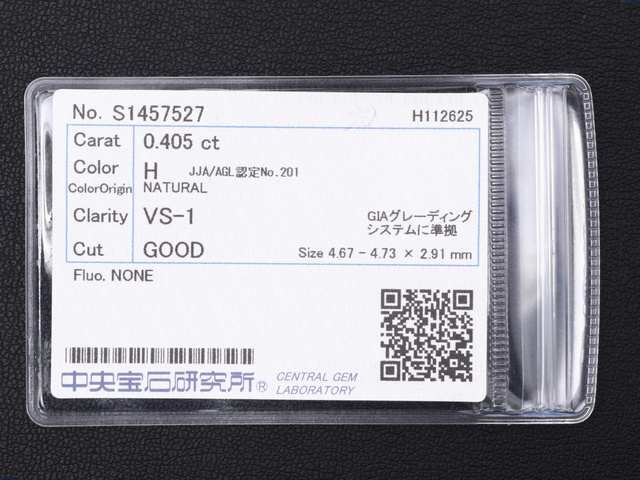 No. S1457527 H112625
Carat 0.405 ct
Color H JJA/AGL認定No.201
ColorOrigin NATURAL
Clarity VS-1 GIAグレーディング
システムに準拠
Cut GOOD Size 4.67 - 4.73 × 2.91 mm
Fluo. NONE
中央宝石研究所® CENTRAL GEM
LABORATORY